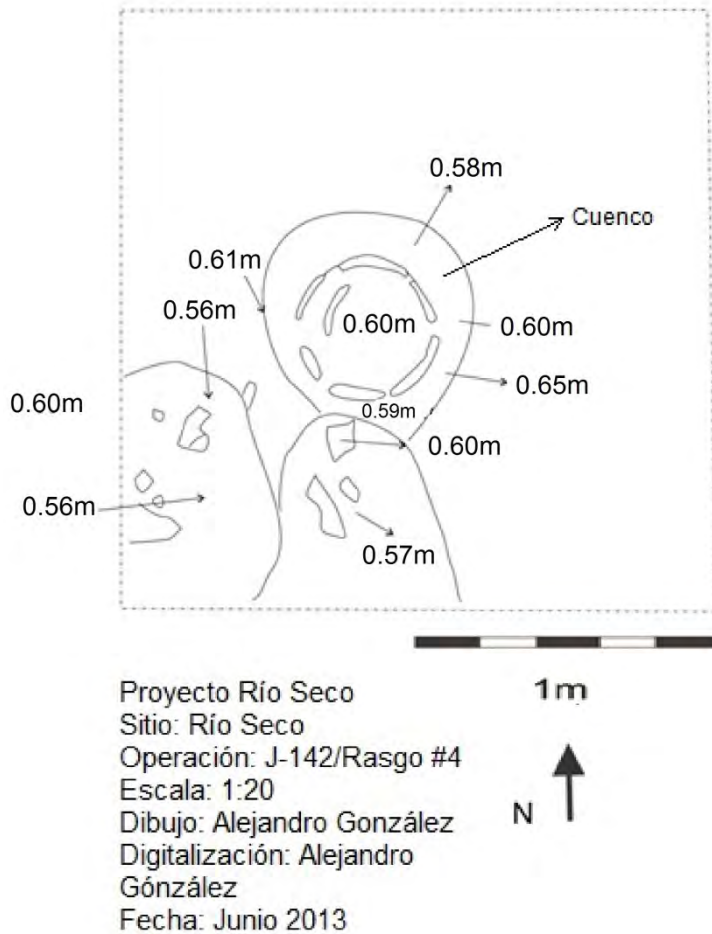 0.58m
Cuenco
0.61m
0.56m
0.60m
0.60m
0.65m
0.60m
0.59m
0.60m
0.56m
0.57m
1m
N
Proyecto Río Seco
Sitio: Río Seco
Operación: J-142/Rasgo #4
Escala: 1:20
Dibujo: Alejandro González
Digitalización: Alejandro
Gónzález
Fecha: Junio 2013